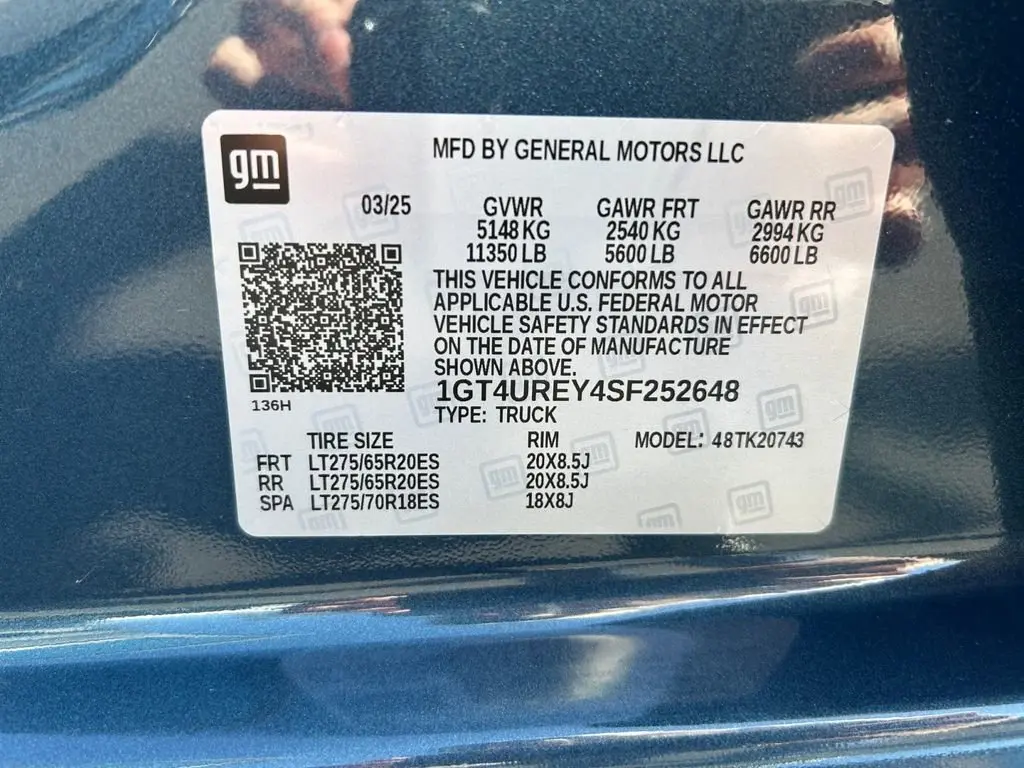 gm
MFD BY GENERAL MOTORS LLC
03/25 GVWR GAWR FRT GAWR RR
5148 KG 2540 KG 2994 KG
11350 LB 5600 LB 6600 LB
THIS VEHICLE CONFORMS TO ALL
APPLICABLE U.S. FEDERAL MOTOR
VEHICLE SAFETY STANDARDS IN EFFECT
ON THE DATE OF MANUFACTURE
SHOWN ABOVE.
1GT4UREY4SF252648
136H
TYPE: TRUCK
TIRE SIZE RIM MODEL: 48TK20743
FRT LT275/65R20ES 20X8.5J
RR LT275/65R20ES 20X8.5J
SPA LT275/70R18ES 18X8J